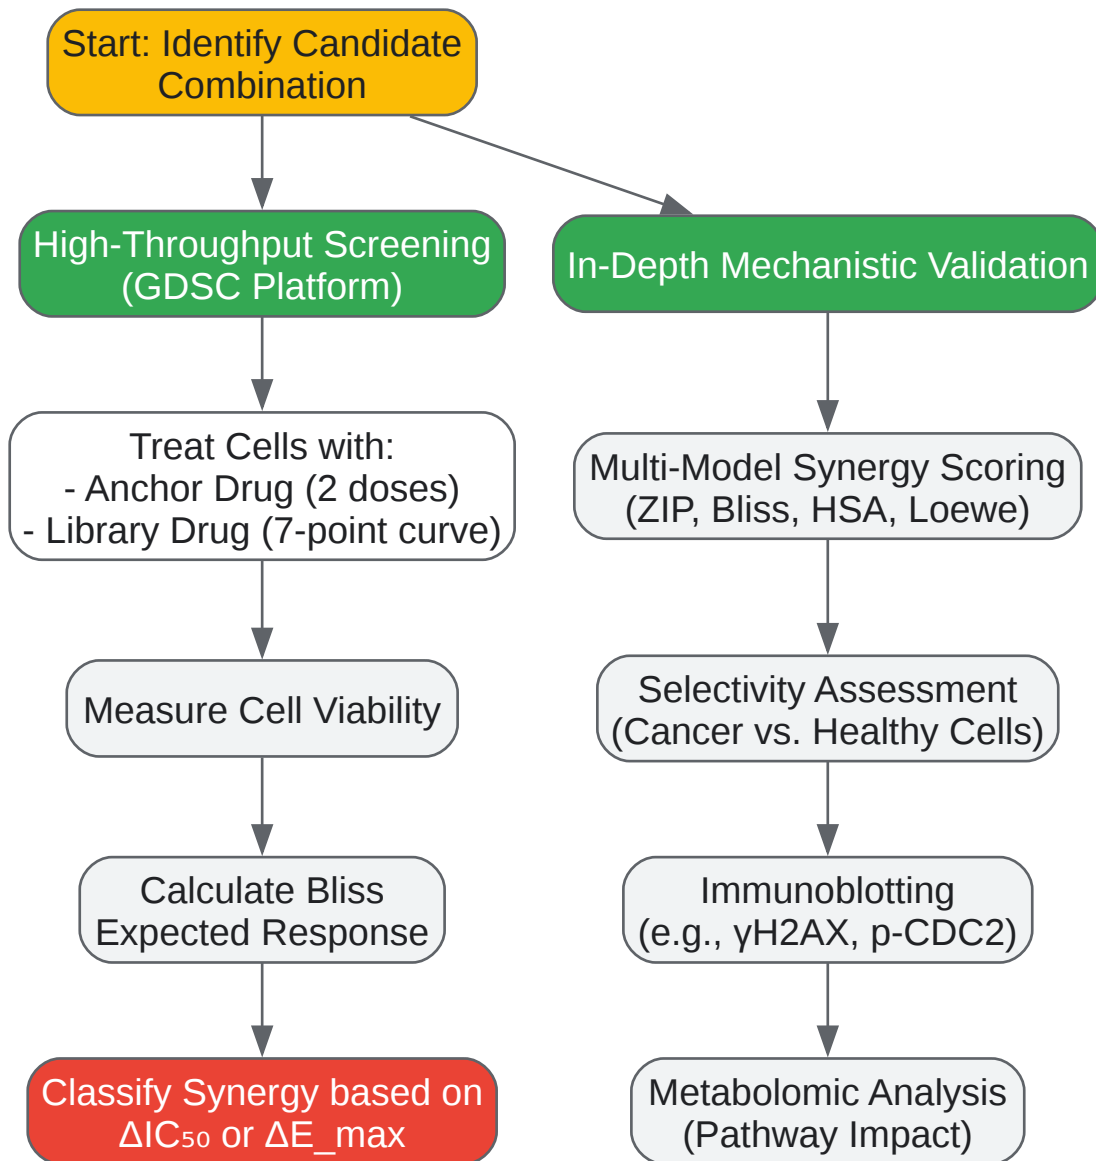 Start: Identify Candidate
Combination
High-Throughput Screening
(GDSC Platform)
In-Depth Mechanistic Validation
Treat Cells with:
- Anchor Drug (2 doses)
- Library Drug (7-point curve)
Multi-Model Synergy Scoring
(ZIP, Bliss, HSA, Loewe)
Measure Cell Viability
Selectivity Assessment
(Cancer vs. Healthy Cells)
Calculate Bliss
Expected Response
Immunoblotting
(e.g., γH2AX, p-CDC2)
Classify Synergy based on
ΔIC₅₀ or ΔE_max
Metabolomic Analysis
(Pathway Impact)